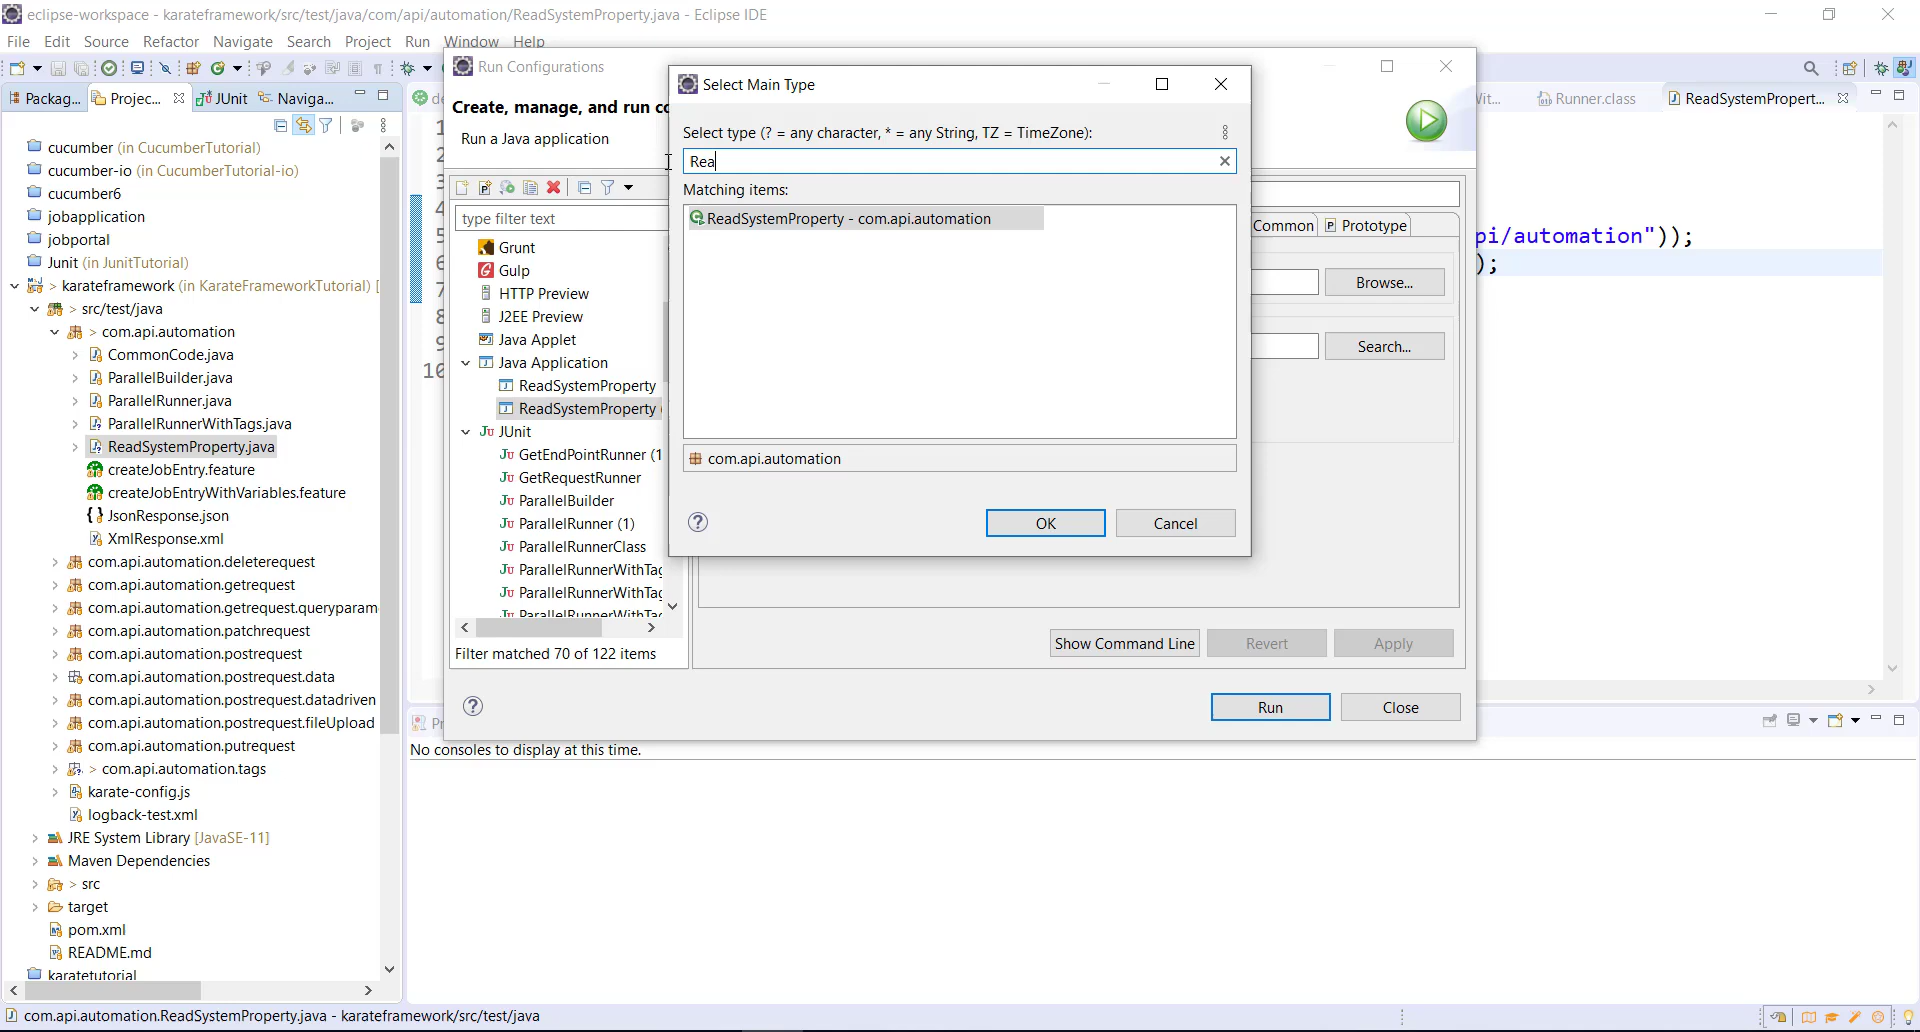 eclipse-workspace - karateframework/src/test/java/com/api/automation/ReadSystemProperty.java - Eclipse IDE
File Edit Source Refactor Navigate Search Project Run Window Help
Packag... Projec... JUnit Naviga...
cucumber (in CucumberTutorial)
cucumber-io (in CucumberTutorial-io)
cucumber6
jobapplication
jobportal
Junit (in JunitTutorial)
> karateframework (in KarateFrameworkTutorial) [
> src/test/java
> com.api.automation
CommonCode.java
ParallelBuilder.java
ParallelRunner.java
ParallelRunnerWithTags.java
ReadSystemProperty.java
createJobEntry.feature
createJobEntryWithVariables.feature
JsonResponse.json
XmlResponse.xml
com.api.automation.deleterequest
com.api.automation.getrequest
com.api.automation.getrequest.queryparam
com.api.automation.patchrequest
com.api.automation.postrequest
com.api.automation.postrequest.data
com.api.automation.postrequest.datadriven
com.api.automation.postrequest.fileUpload
com.api.automation.putrequest
> com.api.automation.tags
karate-config.js
logback-test.xml
JRE System Library [JavaSE-11]
Maven Dependencies
> src
target
pom.xml
README.md
karatetutorial
Run Configurations
Create, manage, and run co
Run a Java application
type filter text
Grunt
Gulp
HTTP Preview
J2EE Preview
Java Applet
Java Application
ReadSystemProperty
ReadSystemProperty (
JUnit
GetEndPointRunner (1
GetRequestRunner
ParallelBuilder
ParallelRunner (1)
ParallelRunnerClass
ParallelRunnerWithTag
ParallelRunnerWithTag
ParallelRunnerWithTag
Filter matched 70 of 122 items
Select Main Type
Select type (? = any character, * = any String, TZ = TimeZone):
Rea
Matching items:
ReadSystemProperty - com.api.automation
com.api.automation
OK Cancel
Common Prototype
Browse...
Search...
Show Command Line Revert Apply
Run Close
Wit... Runner.class ReadSystemPropert...
pi/automation"));
);
No consoles to display at this time.
com.api.automation.ReadSystemProperty.java - karateframework/src/test/java